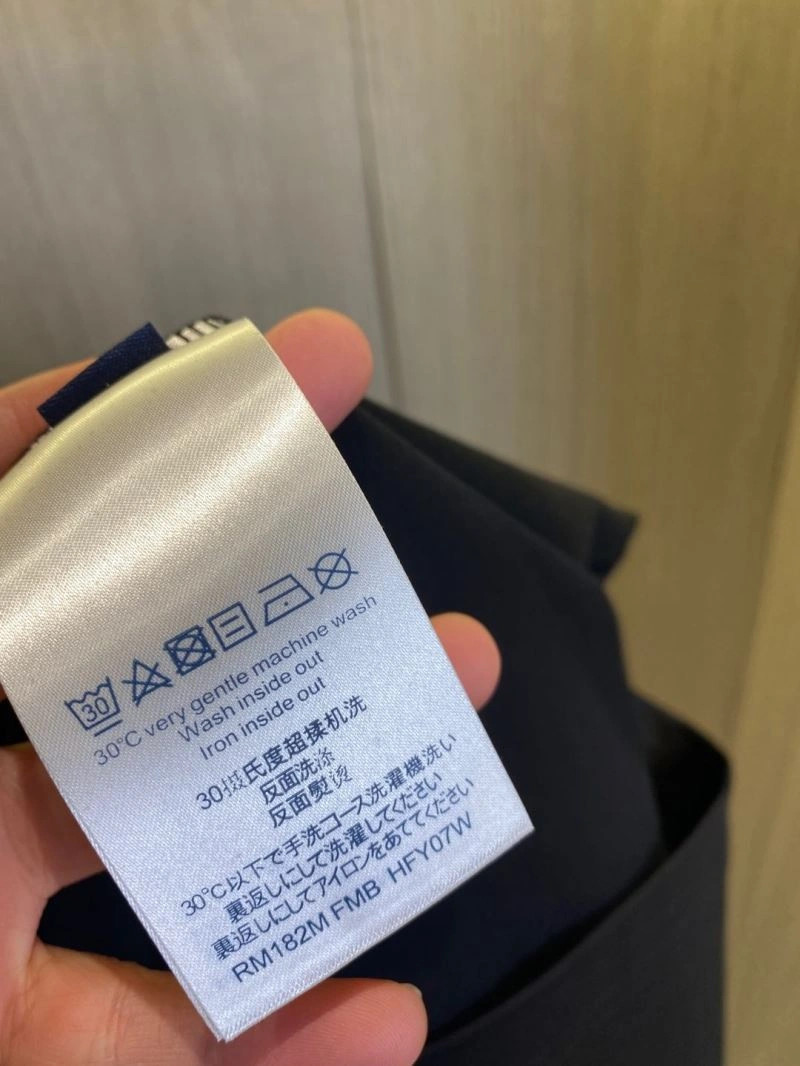 30
30°C very gentle machine wash
Wash inside out
Iron inside out
30摄氏度超揉机洗
反面洗涤
反面熨烫
30℃以下で手洗コース洗濯機洗い
裏返しにして洗濯してください
裏返しにしてアイロンをあててください
RM182M FMB HFY07W